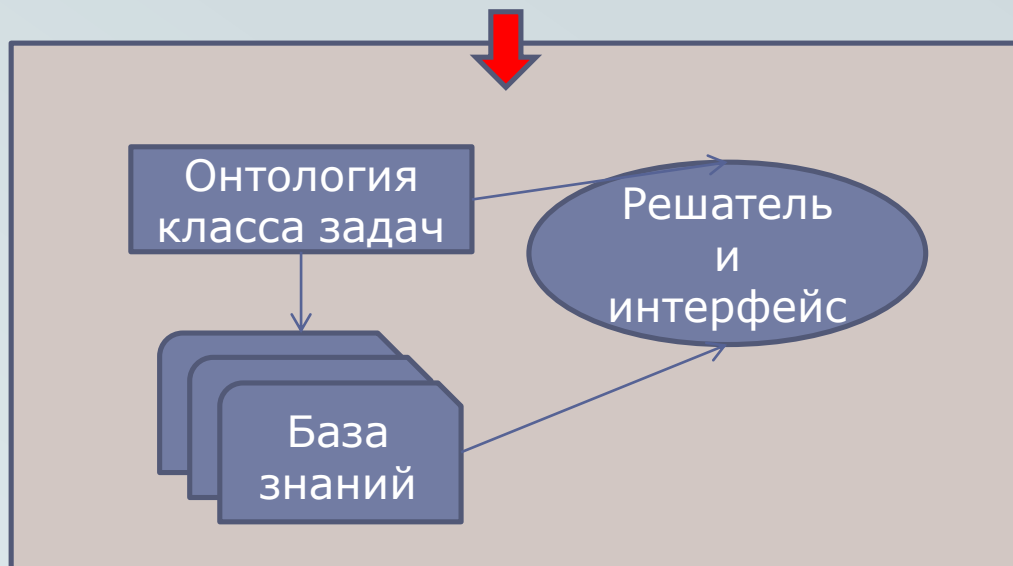 Онтология
класса задач
Решатель
и
интерфейс
База
знаний